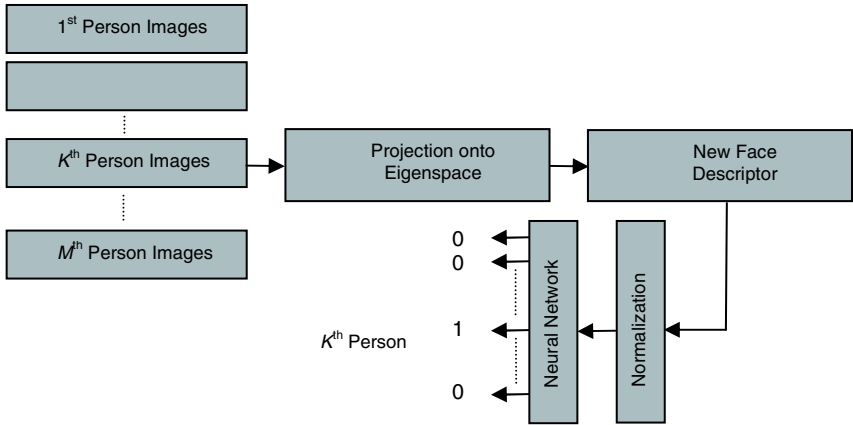 1st Person Images
Kth Person Images
Mth Person Images
Projection onto
Eigenspace
New Face
Descriptor
Normalization
Neural Network
0
0
Kth Person
1
0